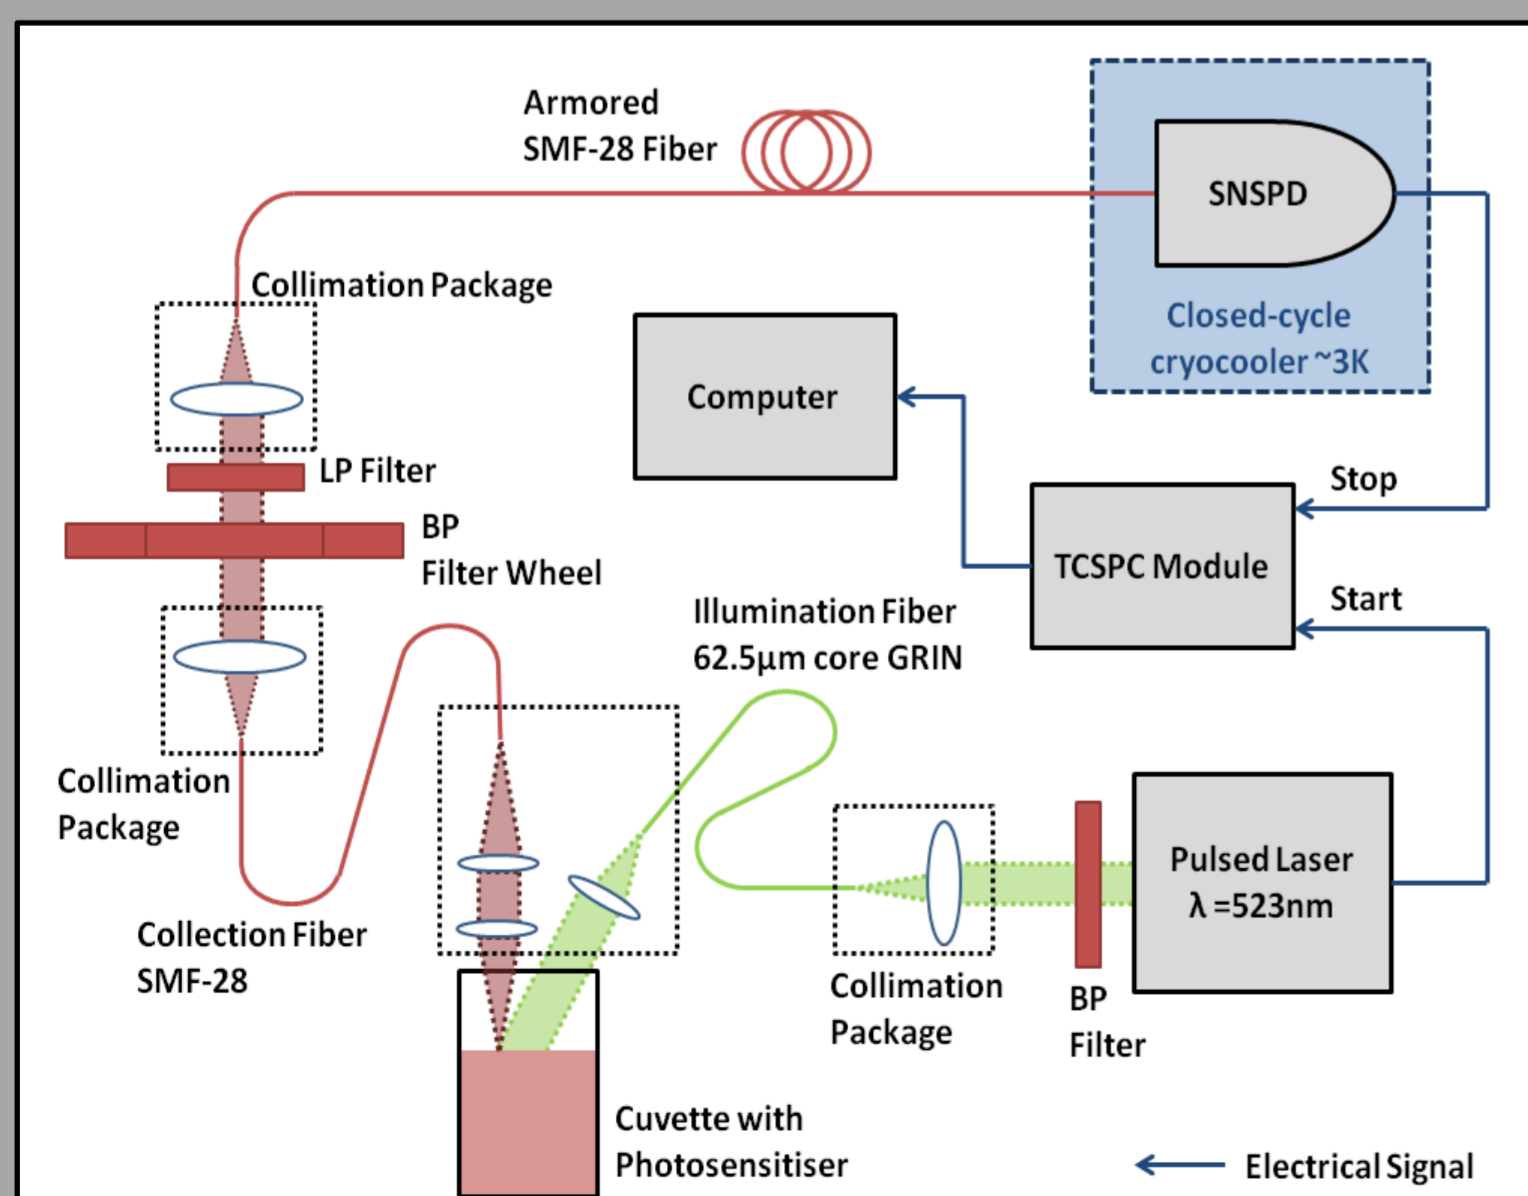 Armored
SMF-28 Fiber
SNSPD
Closed-cycle
cryocooler ~3K
Collimation Package
Computer
LP Filter
BP
Filter Wheel
Stop
TCSPC Module
Start
Illumination Fiber
62.5µm core GRIN
Collimation
Package
Pulsed Laser
λ =523nm
Collection Fiber
SMF-28
Collimation
Package
BP
Filter
Cuvette with
Photosensitiser
Electrical Signal